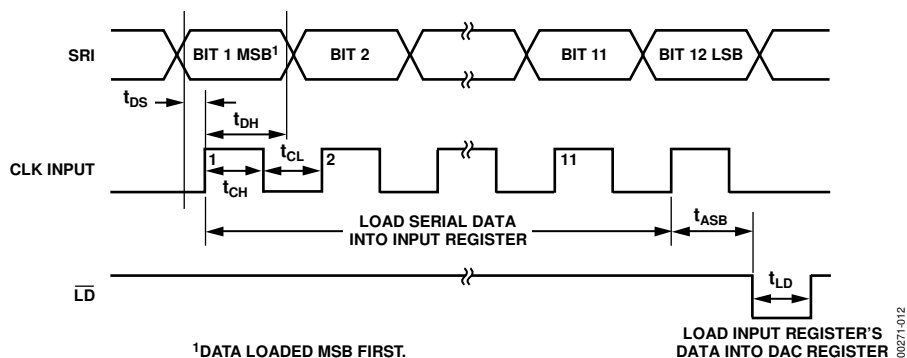 SRI
BIT 1 MSB¹
BIT 2
BIT 11
BIT 12 LSB
tDS
tDH
tCL
CLK INPUT
1
2
11
tCH
tASB
LOAD SERIAL DATA
INTO INPUT REGISTER
tLD
LD
¹DATA LOADED MSB FIRST.
LOAD INPUT REGISTER'S
DATA INTO DAC REGISTER
00271-012